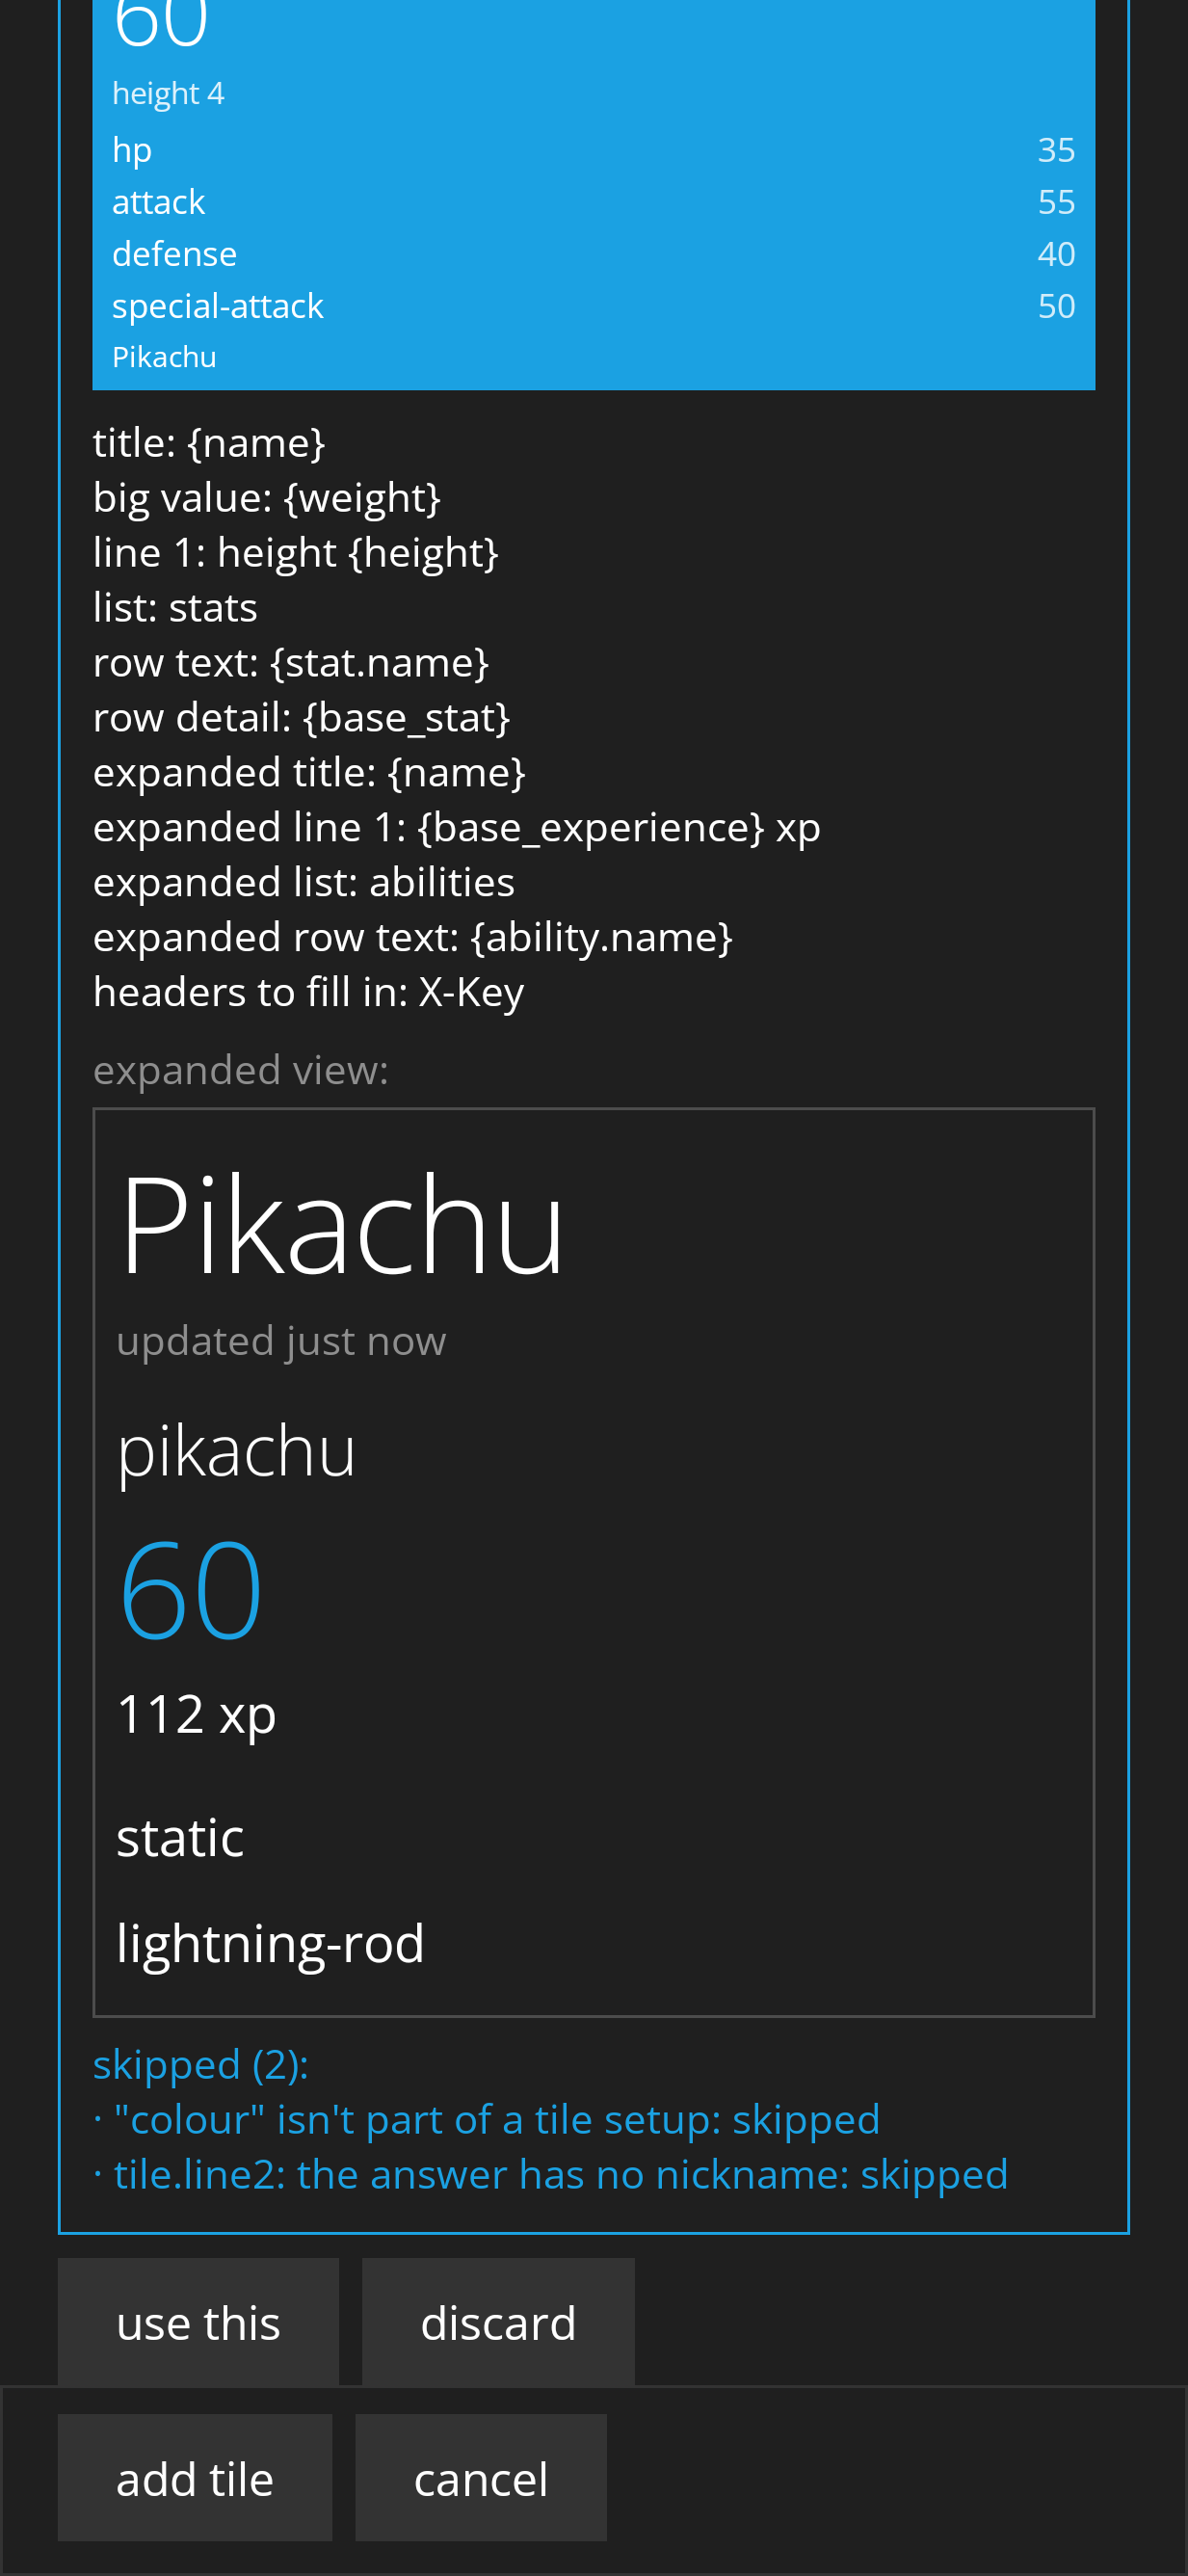 60
height 4
hp 35
attack 55
defense 40
special-attack 50
Pikachu
title: {name}
big value: {weight}
line 1: height {height}
list: stats
row text: {stat.name}
row detail: {base_stat}
expanded title: {name}
expanded line 1: {base_experience} xp
expanded list: abilities
expanded row text: {ability.name}
headers to fill in: X-Key
expanded view:
Pikachu
updated just now
pikachu
60
112 xp
static
lightning-rod
skipped (2):
· "colour" isn't part of a tile setup: skipped
· tile.line2: the answer has no nickname: skipped
use this discard
add tile cancel